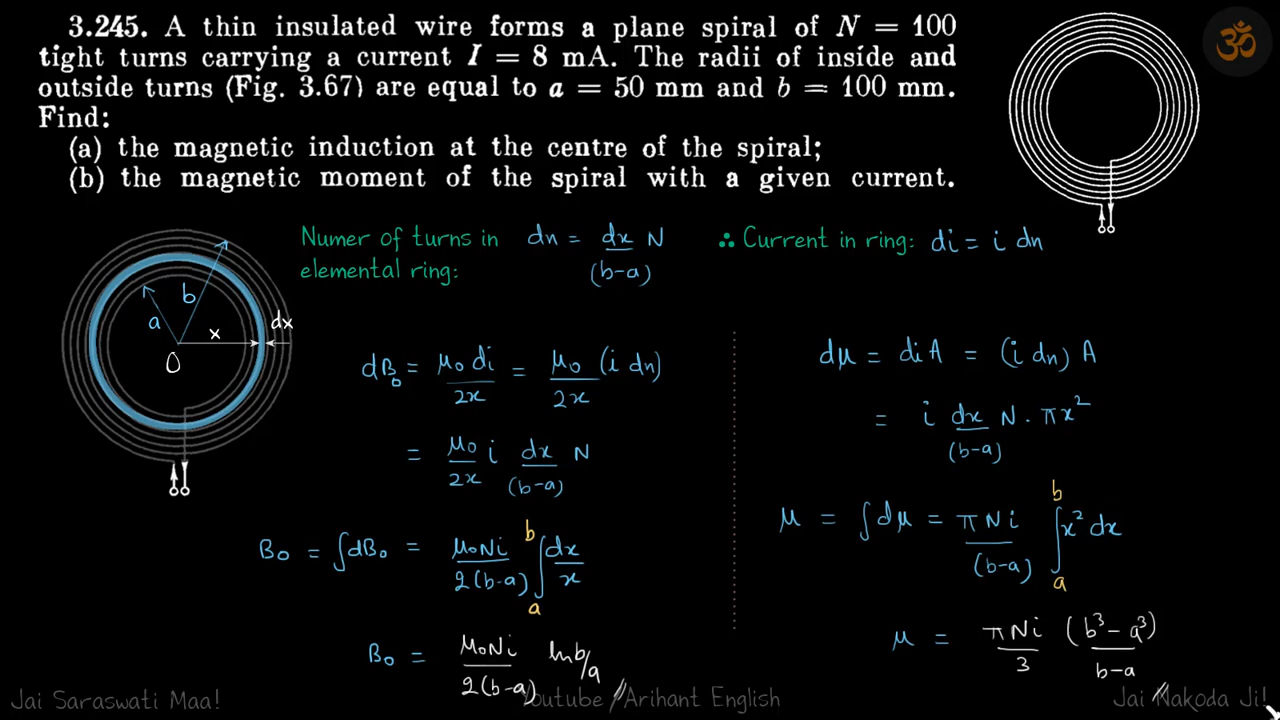 3.245. A thin insulated wire forms a plane spiral of N = 100
tight turns carrying a current I = 8 mA. The radii of inside and
outside turns (Fig. 3.67) are equal to a = 50 mm and b = 100 mm.
Find:
(a) the magnetic induction at the centre of the spiral;
(b) the magnetic moment of the spiral with a given current.
ॐ
Numer of turns in
elemental ring:
dn = dx/(b-a) N
∴ Current in ring: di = i dn
a
b
x
dx
O
dB₀ = μ₀ di/2x = μ₀/2x (i dn)
= μ₀/2x i dx/(b-a) N
B₀ = ∫dB₀ = μ₀Ni/2(b-a) ∫ₐᵇ dx/x
B₀ = μ₀Ni/2(b-a) ln b/a
dμ = di A = (i dn) A
= i dx/(b-a) N . πx²
μ = ∫dμ = πNi/(b-a) ∫ₐᵇ x² dx
μ = πNi/3 (b³-a³)/b-a
Jai Saraswati Maa!
Youtube / Arihant English
Jai Nakoda Ji!